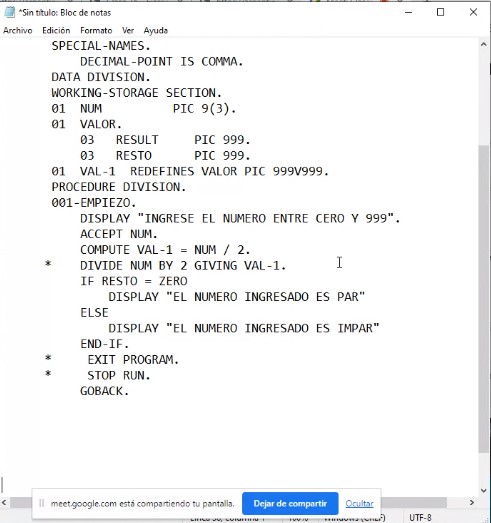 *Sin título: Bloc de notas
Archivo Edición Formato Ver Ayuda
SPECIAL-NAMES.
DECIMAL-POINT IS COMMA.
DATA DIVISION.
WORKING-STORAGE SECTION.
01 NUM PIC 9(3).
01 VALOR.
03 RESULT PIC 999.
03 RESTO PIC 999.
01 VAL-1 REDEFINES VALOR PIC 999V999.
PROCEDURE DIVISION.
001-EMPIEZO.
DISPLAY "INGRESE EL NUMERO ENTRE CERO Y 999".
ACCEPT NUM.
COMPUTE VAL-1 = NUM / 2.
* DIVIDE NUM BY 2 GIVING VAL-1.
IF RESTO = ZERO
DISPLAY "EL NUMERO INGRESADO ES PAR"
ELSE
DISPLAY "EL NUMERO INGRESADO ES IMPAR"
END-IF.
* EXIT PROGRAM.
* STOP RUN.
GOBACK.
meet.google.com está compartiendo tu pantalla. Dejar de compartir Ocultar
UTF-8